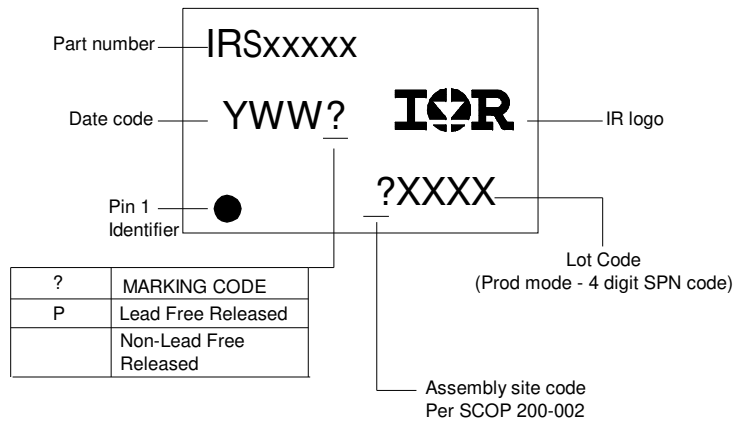 Part number
IRSxxxxx
Date code
YWW?
IOR
IR logo
?XXXX
Pin 1
Identifier
Lot Code
(Prod mode - 4 digit SPN code)
? MARKING CODE
P Lead Free Released
Non-Lead Free
Released
Assembly site code
Per SCOP 200-002